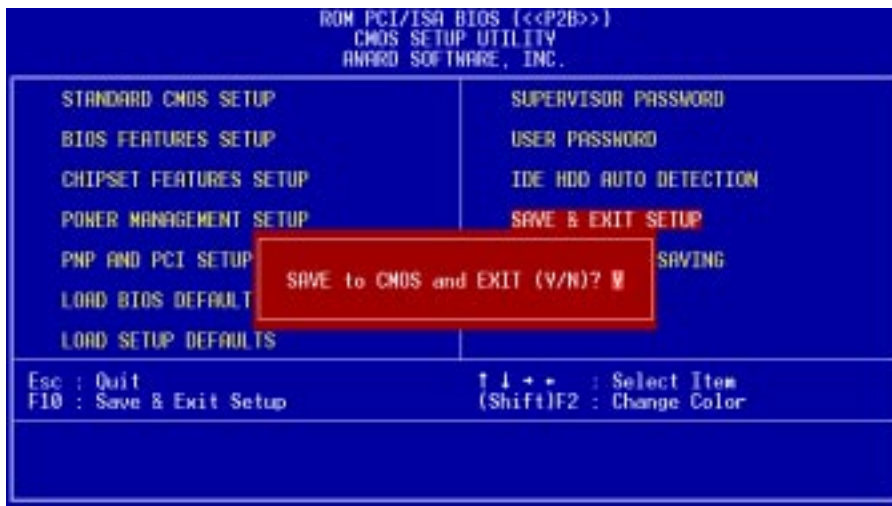 ROM PCI/ISA BIOS (<<P2B>>)
CMOS SETUP UTILITY
AWARD SOFTWARE, INC.
STANDARD CMOS SETUP
BIOS FEATURES SETUP
CHIPSET FEATURES SETUP
POWER MANAGEMENT SETUP
PNP AND PCI SETUP
LOAD BIOS DEFAULT
LOAD SETUP DEFAULTS
SUPERVISOR PASSWORD
USER PASSWORD
IDE HDD AUTO DETECTION
SAVE & EXIT SETUP
SAVING
SAVE to CMOS and EXIT (Y/N)? Y
Esc : Quit
F10 : Save & Exit Setup
↑ ↓ → ← : Select Item
(Shift)F2 : Change Color